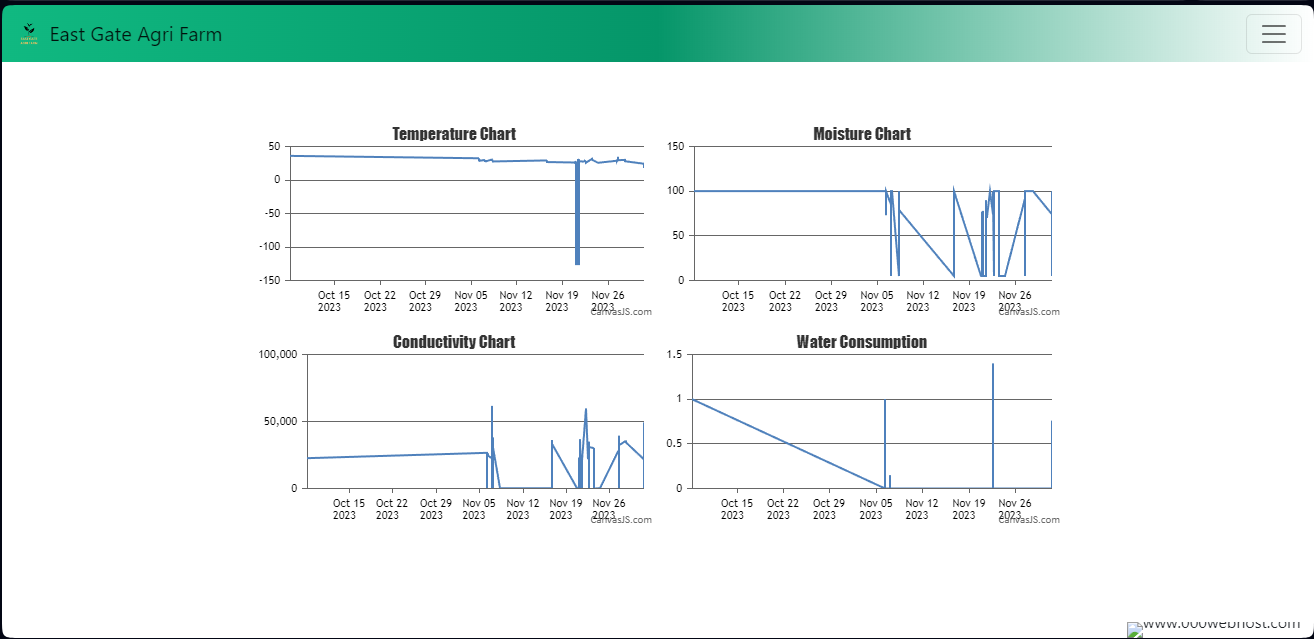 East Gate Agri Farm
Temperature Chart
50
0
-50
-100
-150
Oct 15 Oct 22 Oct 29 Nov 05 Nov 12 Nov 19 Nov 26
2023 2023 2023 2023 2023 2023 2023
CanvasJS.com
Moisture Chart
150
100
50
0
Oct 15 Oct 22 Oct 29 Nov 05 Nov 12 Nov 19 Nov 26
2023 2023 2023 2023 2023 2023 2023
CanvasJS.com
Conductivity Chart
100,000
50,000
0
Oct 15 Oct 22 Oct 29 Nov 05 Nov 12 Nov 19 Nov 26
2023 2023 2023 2023 2023 2023 2023
CanvasJS.com
Water Consumption
1.5
1
0.5
0
Oct 15 Oct 22 Oct 29 Nov 05 Nov 12 Nov 19 Nov 26
2023 2023 2023 2023 2023 2023 2023
CanvasJS.com
www.000webhost.com